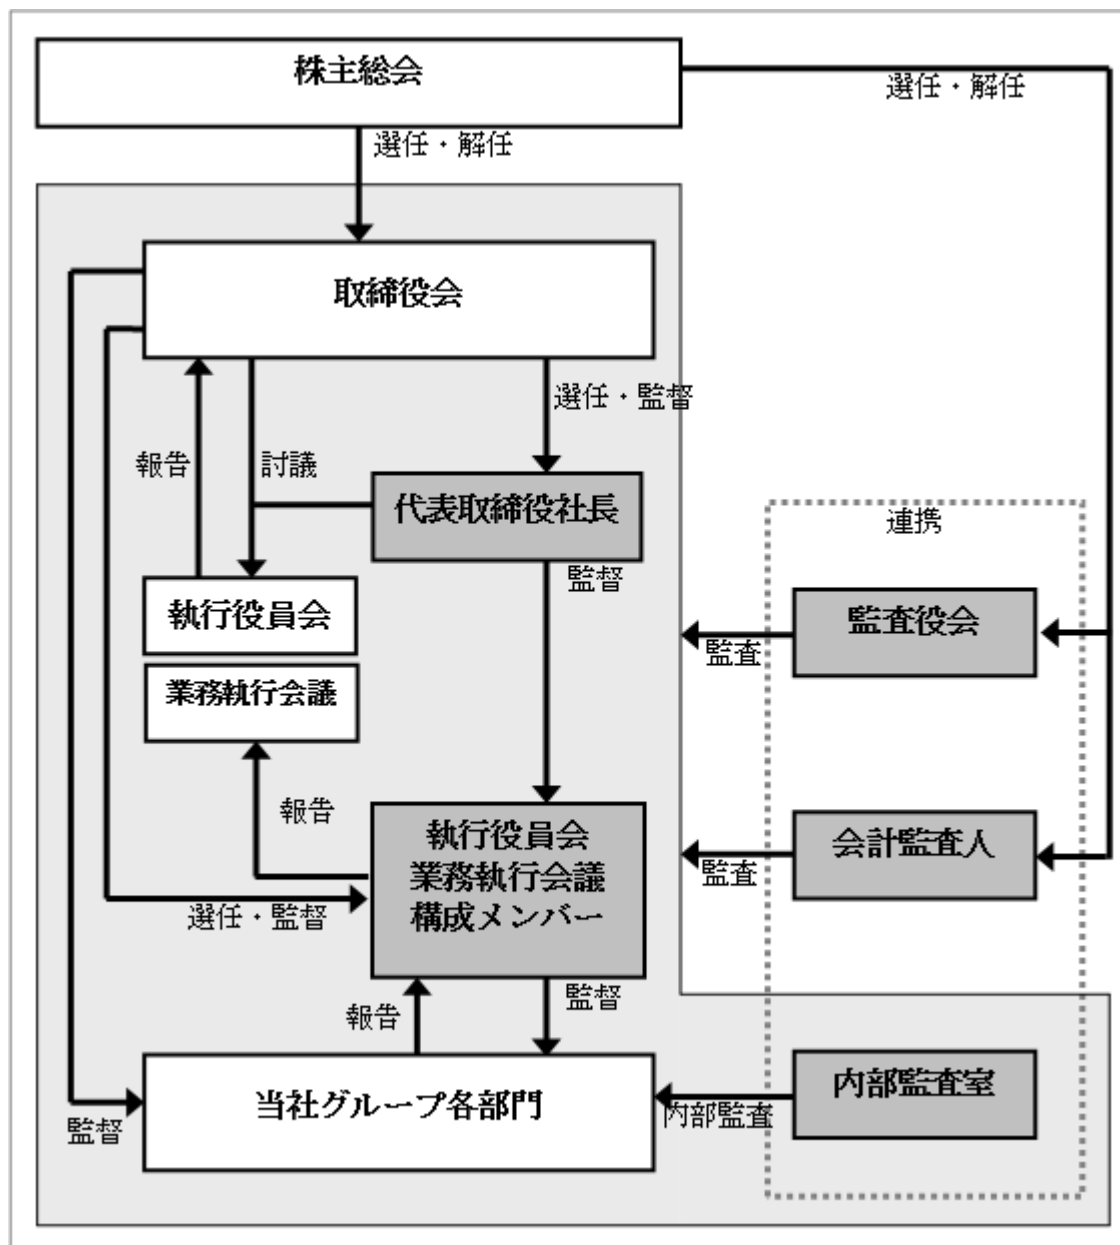 株主総会
選任・解任
選任・解任
取締役会
選任・監督
報告
討議
代表取締役社長
連携
監督
執行役員会
監査役会
監査
業務執行会議
報告
執行役員会
業務執行会議
構成メンバー
会計監査人
監査
選任・監督
監督
報告
内部監査室
当社グループ各部門
内部監査
監督